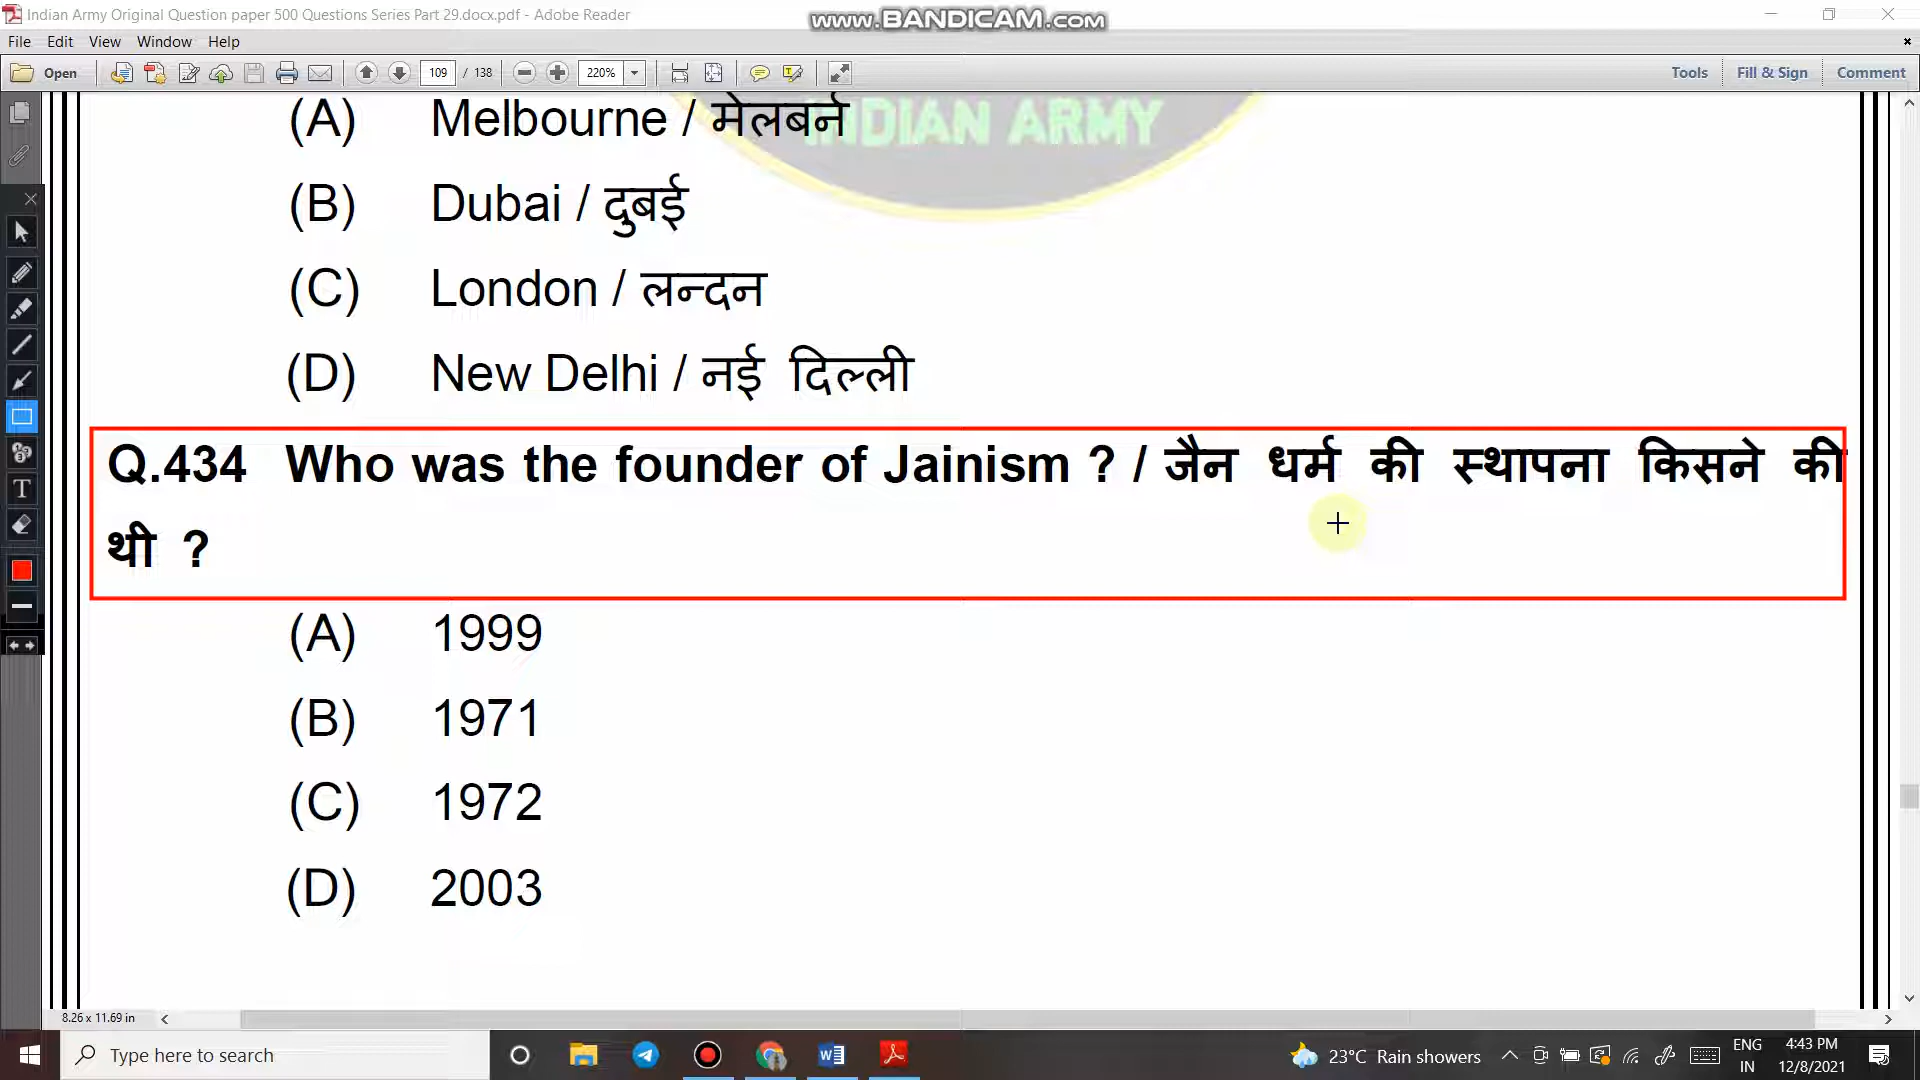 Indian Army Original Question paper 500 Questions Series Part 29.docx.pdf - Adobe Reader
www.BANDICAM.com
File Edit View Window Help
Open 109 / 138 220% Tools Fill & Sign Comment
INDIAN ARMY
(A) Melbourne / मेलबर्न
(B) Dubai / दुबई
(C) London / लन्दन
(D) New Delhi / नई दिल्ली
Q.434 Who was the founder of Jainism ? / जैन धर्म की स्थापना किसने की
थी ?
(A) 1999
(B) 1971
(C) 1972
(D) 2003
8.26 x 11.69 in
Type here to search
23°C Rain showers
ENG
IN
4:43 PM
12/8/2021